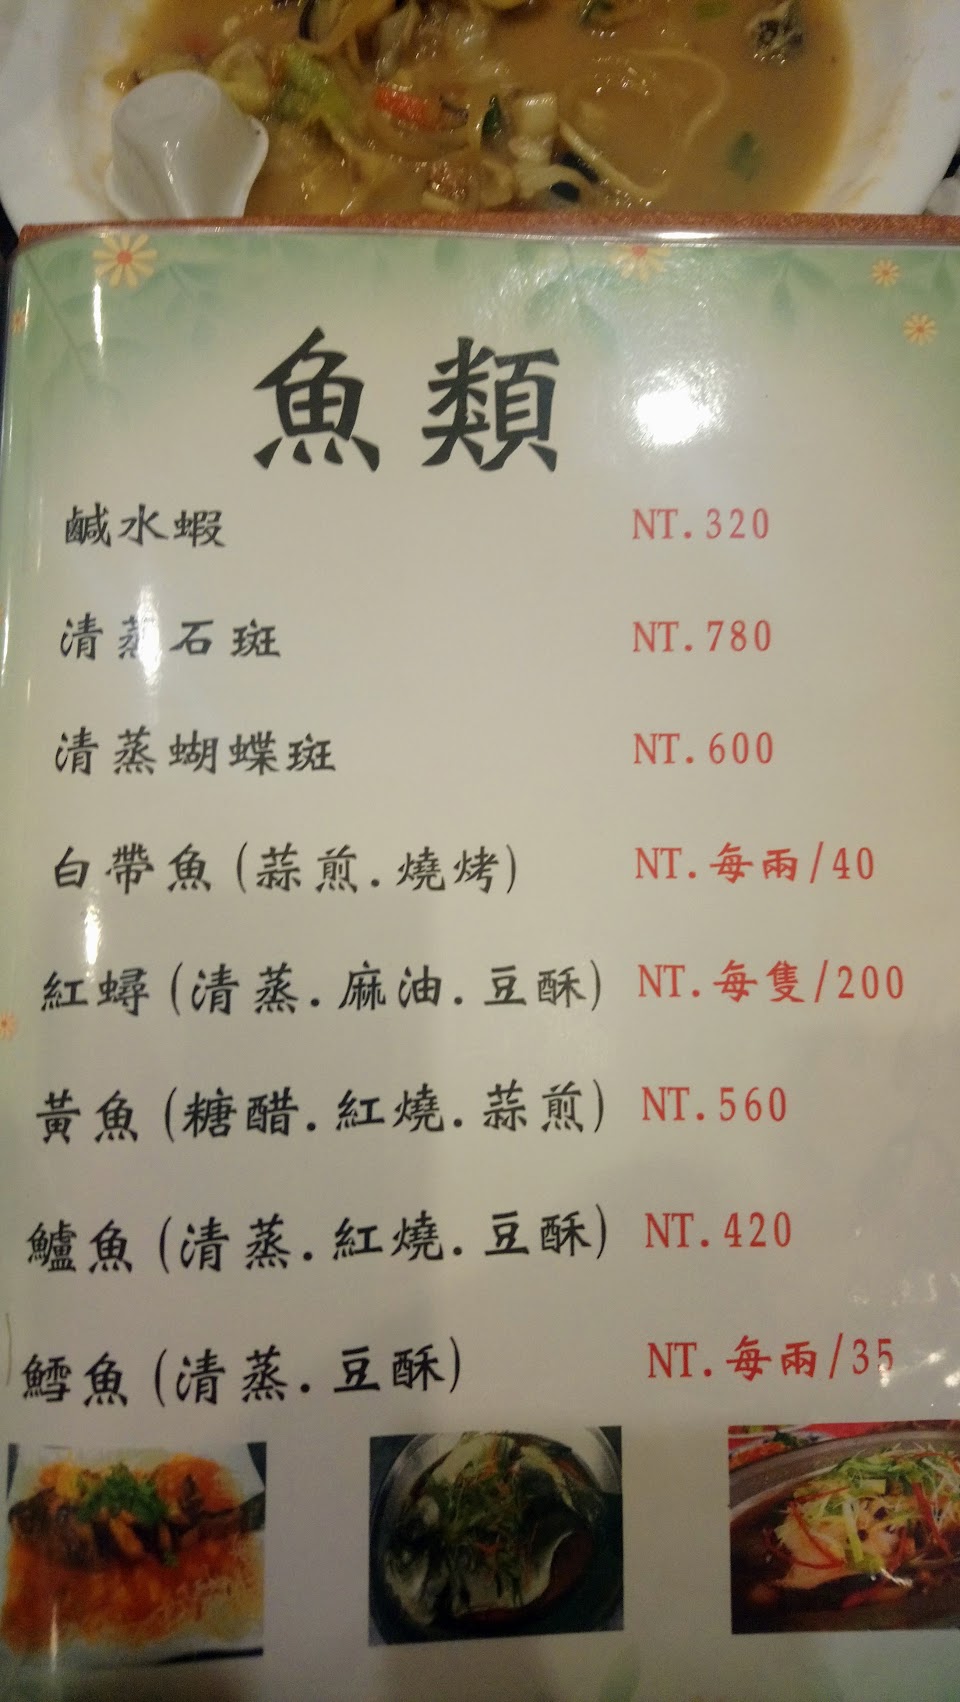 魚類
鹹水蝦 NT.320
清蒸石斑 NT.780
清蒸蝴蝶斑 NT.600
白帶魚(蒜煎.燒烤) NT.每兩/40
紅蟳(清蒸.麻油.豆酥) NT.每隻/200
黃魚(糖醋.紅燒.蒜煎) NT.560
鱸魚(清蒸.紅燒.豆酥) NT.420
鱈魚(清蒸.豆酥) NT.每兩/35